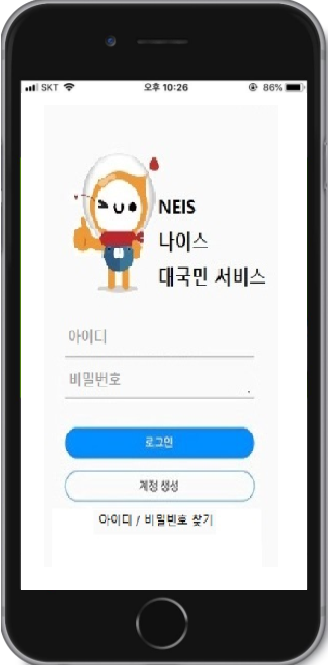 SKT 오후 10:26 86%
NEIS
나이스
대국민 서비스
아이디
비밀번호
로그인
계정 생성
아이디 / 비밀번호 찾기